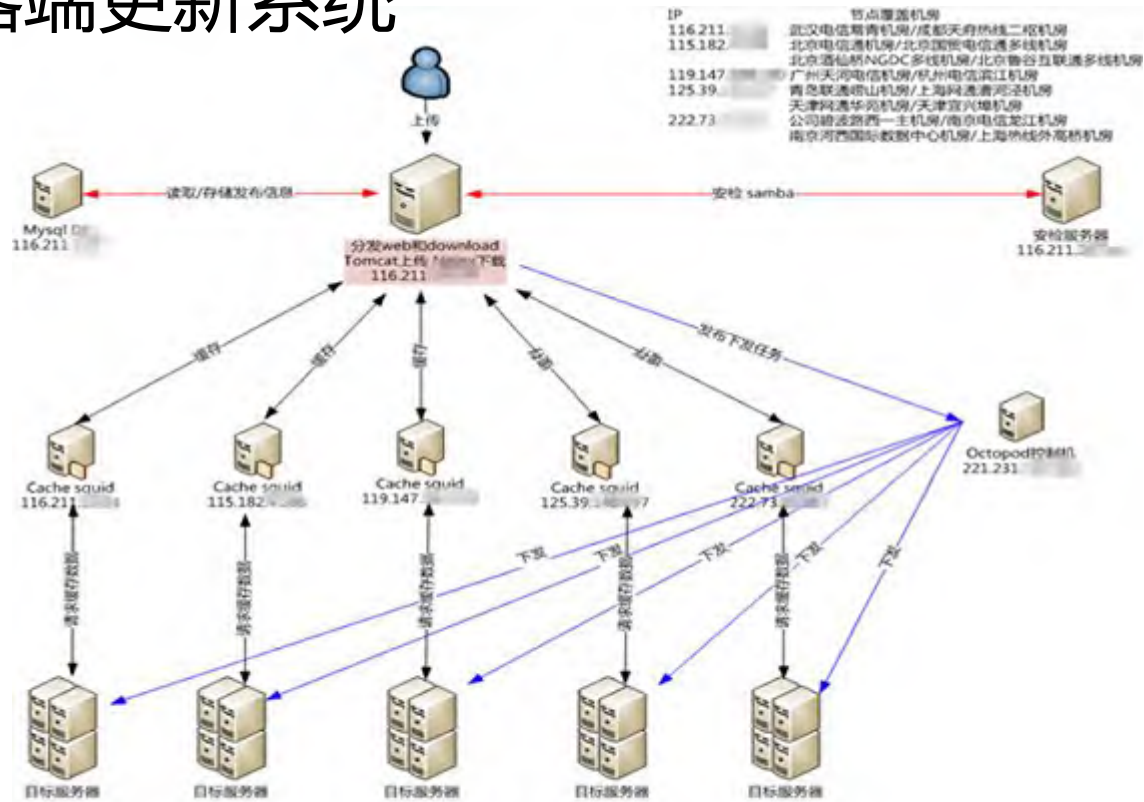 客端更新系统
IP 节点覆盖机房
116.211. 武汉电信常青机房/成都天府热线二枢机房
115.182. 北京电信通机房/北京国贸电信通多线机房
北京酒仙桥NGDC多线机房/北京鲁谷互联通多线机房
119.147. 广州天河电信机房/杭州电信滨江机房
125.39. 青岛联通崂山机房/上海网通漕河泾机房
天津网通华苑机房/天津宜兴埠机房
222.73 公司碧波路西一主机房/南京电信龙江机房
南京河西国际数据中心机房/上海热线外高桥机房
上传
读取/存储发布信息
安检 samba
Mysql
116.211
分发web和download
Tomcat上传 下载
116.211
安检服务器
116.211.
发布下发任务
缓存
缓存
缓存
缓存
缓存
Octopod控制机
221.231.
Cache squid
116.211
Cache squid
115.182.
Cache squid
119.147.
Cache squid
125.39.
Cache squid
222.73.
下发
下发
下发
下发
下发
请求缓存数据
请求缓存数据
请求缓存数据
请求缓存数据
请求缓存数据
目标服务器
目标服务器
目标服务器
目标服务器
目标服务器